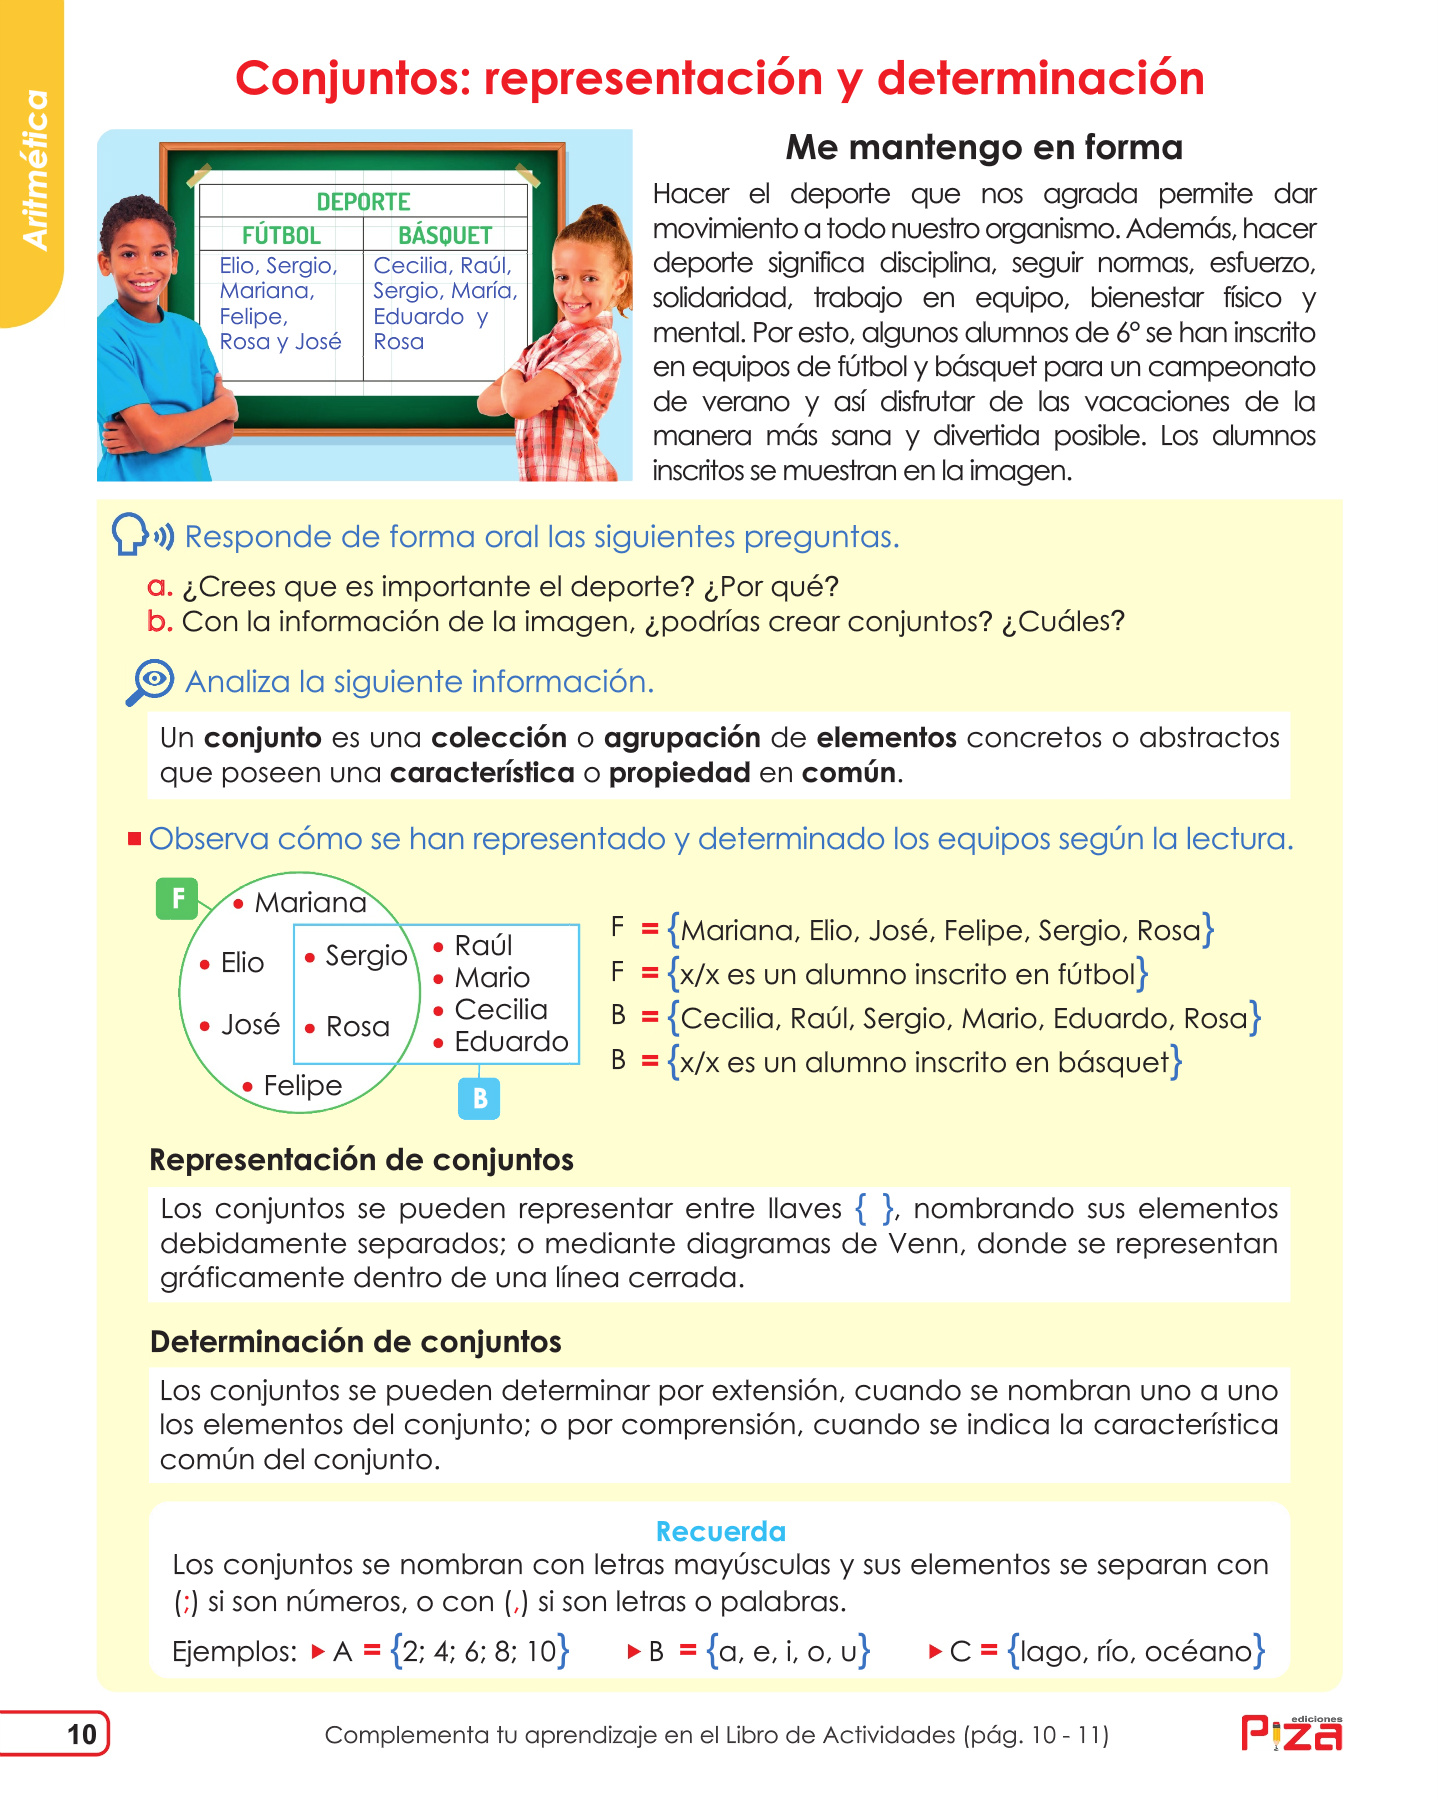 Aritmética
Conjuntos: representación y determinación
DEPORTE
FÚTBOL
BÁSQUET
Elio, Sergio,
Mariana,
Felipe,
Rosa y José
Cecilia, Raúl,
Sergio, María,
Eduardo y
Rosa
Me mantengo en forma
Hacer el deporte que nos agrada permite dar
movimiento a todo nuestro organismo. Además, hacer
deporte significa disciplina, seguir normas, esfuerzo,
solidaridad, trabajo en equipo, bienestar físico y
mental. Por esto, algunos alumnos de 6° se han inscrito
en equipos de fútbol y básquet para un campeonato
de verano y así disfrutar de las vacaciones de la
manera más sana y divertida posible. Los alumnos
inscritos se muestran en la imagen.
Responde de forma oral las siguientes preguntas.
a. ¿Crees que es importante el deporte? ¿Por qué?
b. Con la información de la imagen, ¿podrías crear conjuntos? ¿Cuáles?
Analiza la siguiente información.
Un conjunto es una colección o agrupación de elementos concretos o abstractos
que poseen una característica o propiedad en común.
Observa cómo se han representado y determinado los equipos según la lectura.
F
• Mariana
• Elio
• José
• Felipe
• Sergio
• Rosa
• Raúl
• Mario
• Cecilia
• Eduardo
B
F = {Mariana, Elio, José, Felipe, Sergio, Rosa}
F = {x/x es un alumno inscrito en fútbol}
B = {Cecilia, Raúl, Sergio, Mario, Eduardo, Rosa}
B = {x/x es un alumno inscrito en básquet}
Representación de conjuntos
Los conjuntos se pueden representar entre llaves { }, nombrando sus elementos
debidamente separados; o mediante diagramas de Venn, donde se representan
gráficamente dentro de una línea cerrada.
Determinación de conjuntos
Los conjuntos se pueden determinar por extensión, cuando se nombran uno a uno
los elementos del conjunto; o por comprensión, cuando se indica la característica
común del conjunto.
Recuerda
Los conjuntos se nombran con letras mayúsculas y sus elementos se separan con
(;) si son números, o con (,) si son letras o palabras.
Ejemplos: ▶ A = {2; 4; 6; 8; 10} ▶ B = {a, e, i, o, u} ▶ C = {lago, río, océano}
10
Complementa tu aprendizaje en el Libro de Actividades (pág. 10 - 11)
ediciones
Piza